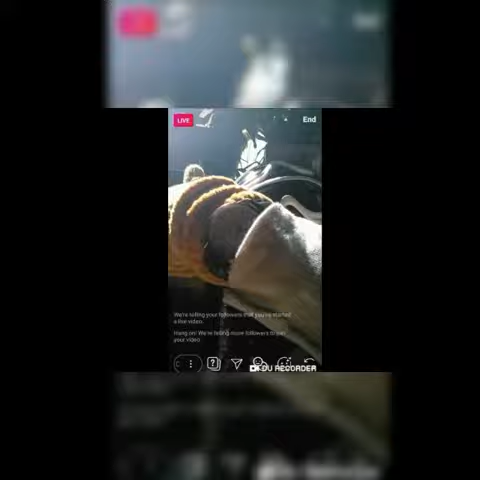 LIVE
End
We're telling your followers that you've started
a live video.
Hang on! We're telling more followers to join
your video
DU RECORDER